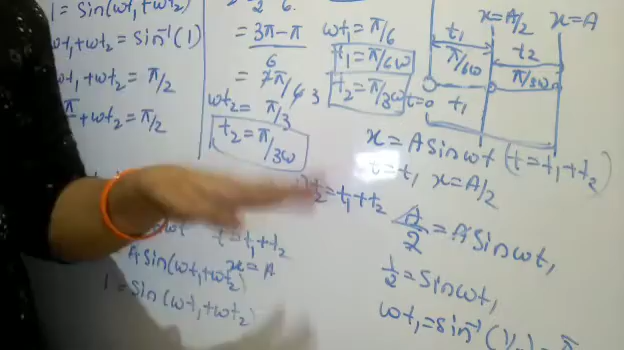 1 = sin(ωt₁+ωt₂)
ωt₁+ωt₂ = sin⁻¹(1)
ωt₁+ωt₂ = π/2
π/ +ωt₂ = π/2
2 6
= 3π-π
6
= 2π/6 3
ωt₂ = π/3
t₂ = π/3ω
ωt₁ = π/6
t₁ = π/6ω
t₂ = π/3ω
x=A/2 x=A
t₁
t₂
π/6ω
π/3ω
t=0 t₁
x = A sin ωt (t = t₁+t₂)
t = t₁ x = A/2
= t₁+t₂
A/2 = A sin ωt₁
1/2 = sin ωt₁
ωt₁ = sin⁻¹(1/2) = π
t = t₁+t₂
x = A
A sin(ωt₁+ωt₂)
1 = sin(ωt₁+ωt₂)